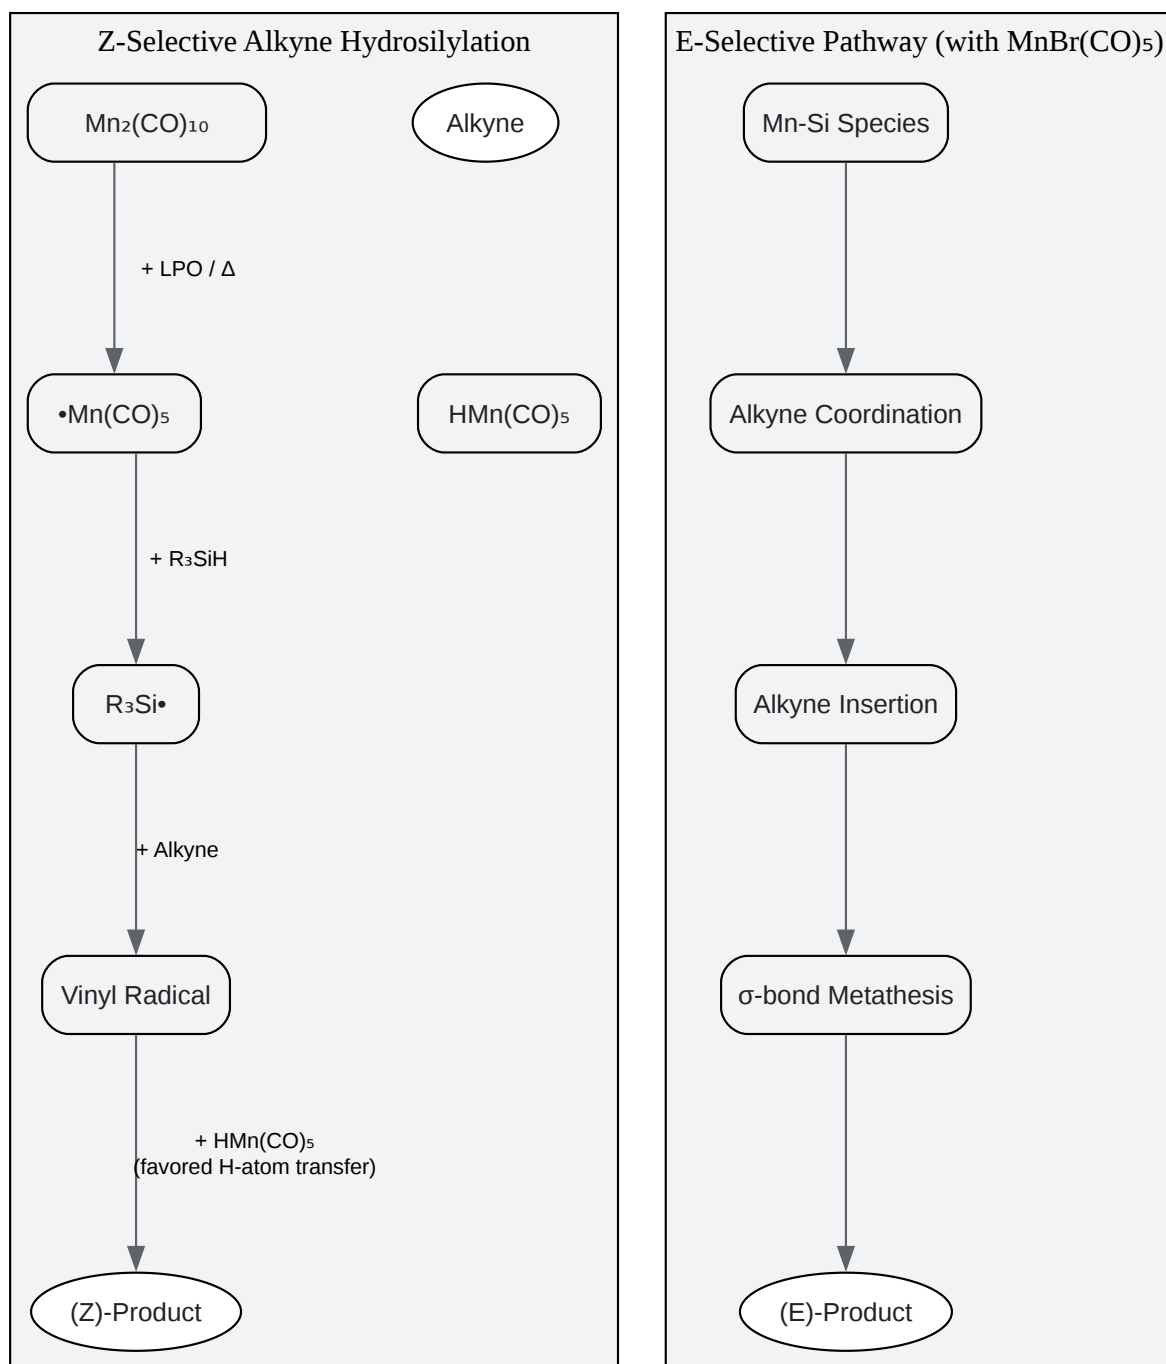 Z-Selective Alkyne Hydrosilylation
Mn₂(CO)₁₀
Alkyne
+ LPO / Δ
•Mn(CO)₅
HMn(CO)₅
+ R₃SiH
R₃Si•
+ Alkyne
Vinyl Radical
+ HMn(CO)₅
(favored H-atom transfer)
(Z)-Product
E-Selective Pathway (with MnBr(CO)₅)
Mn-Si Species
Alkyne Coordination
Alkyne Insertion
σ-bond Metathesis
(E)-Product